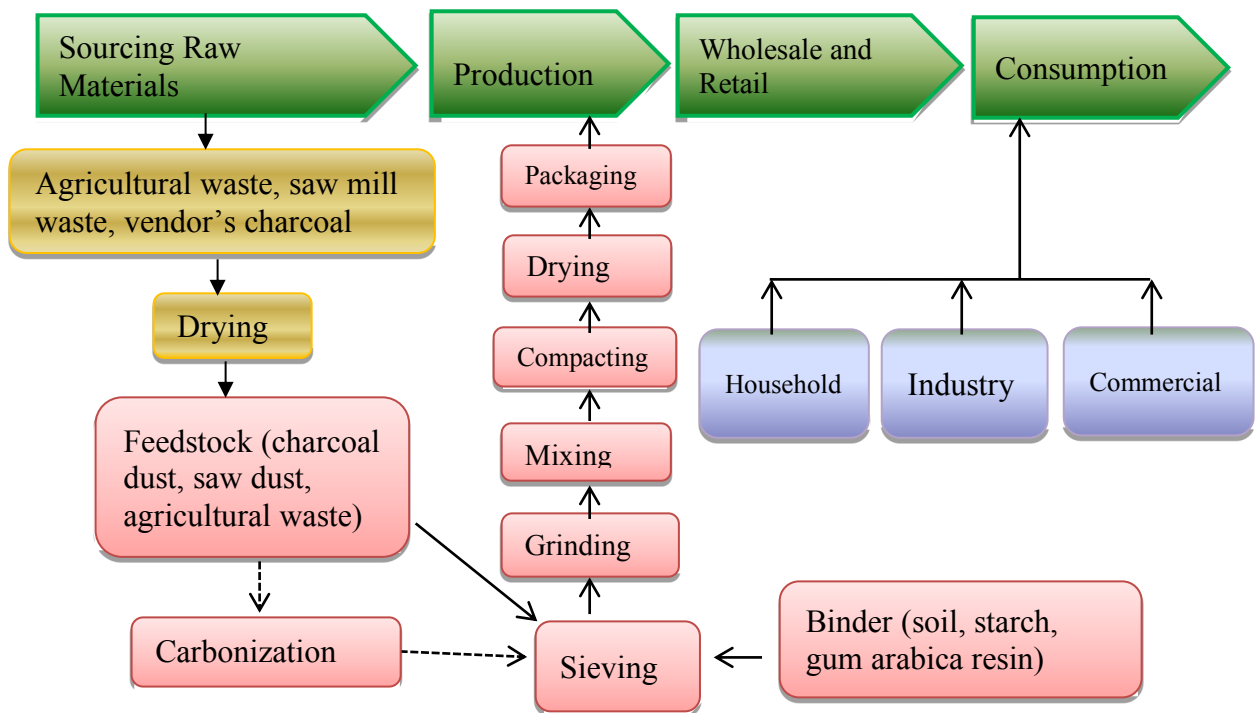 Sourcing Raw
Materials
Production
Wholesale and
Retail
Consumption
Agricultural waste, saw mill
waste, vendor’s charcoal
Drying
Feedstock (charcoal
dust, saw dust,
agricultural waste)
Carbonization
Packaging
Drying
Compacting
Mixing
Grinding
Sieving
Binder (soil, starch,
gum arabica resin)
Household
Industry
Commercial